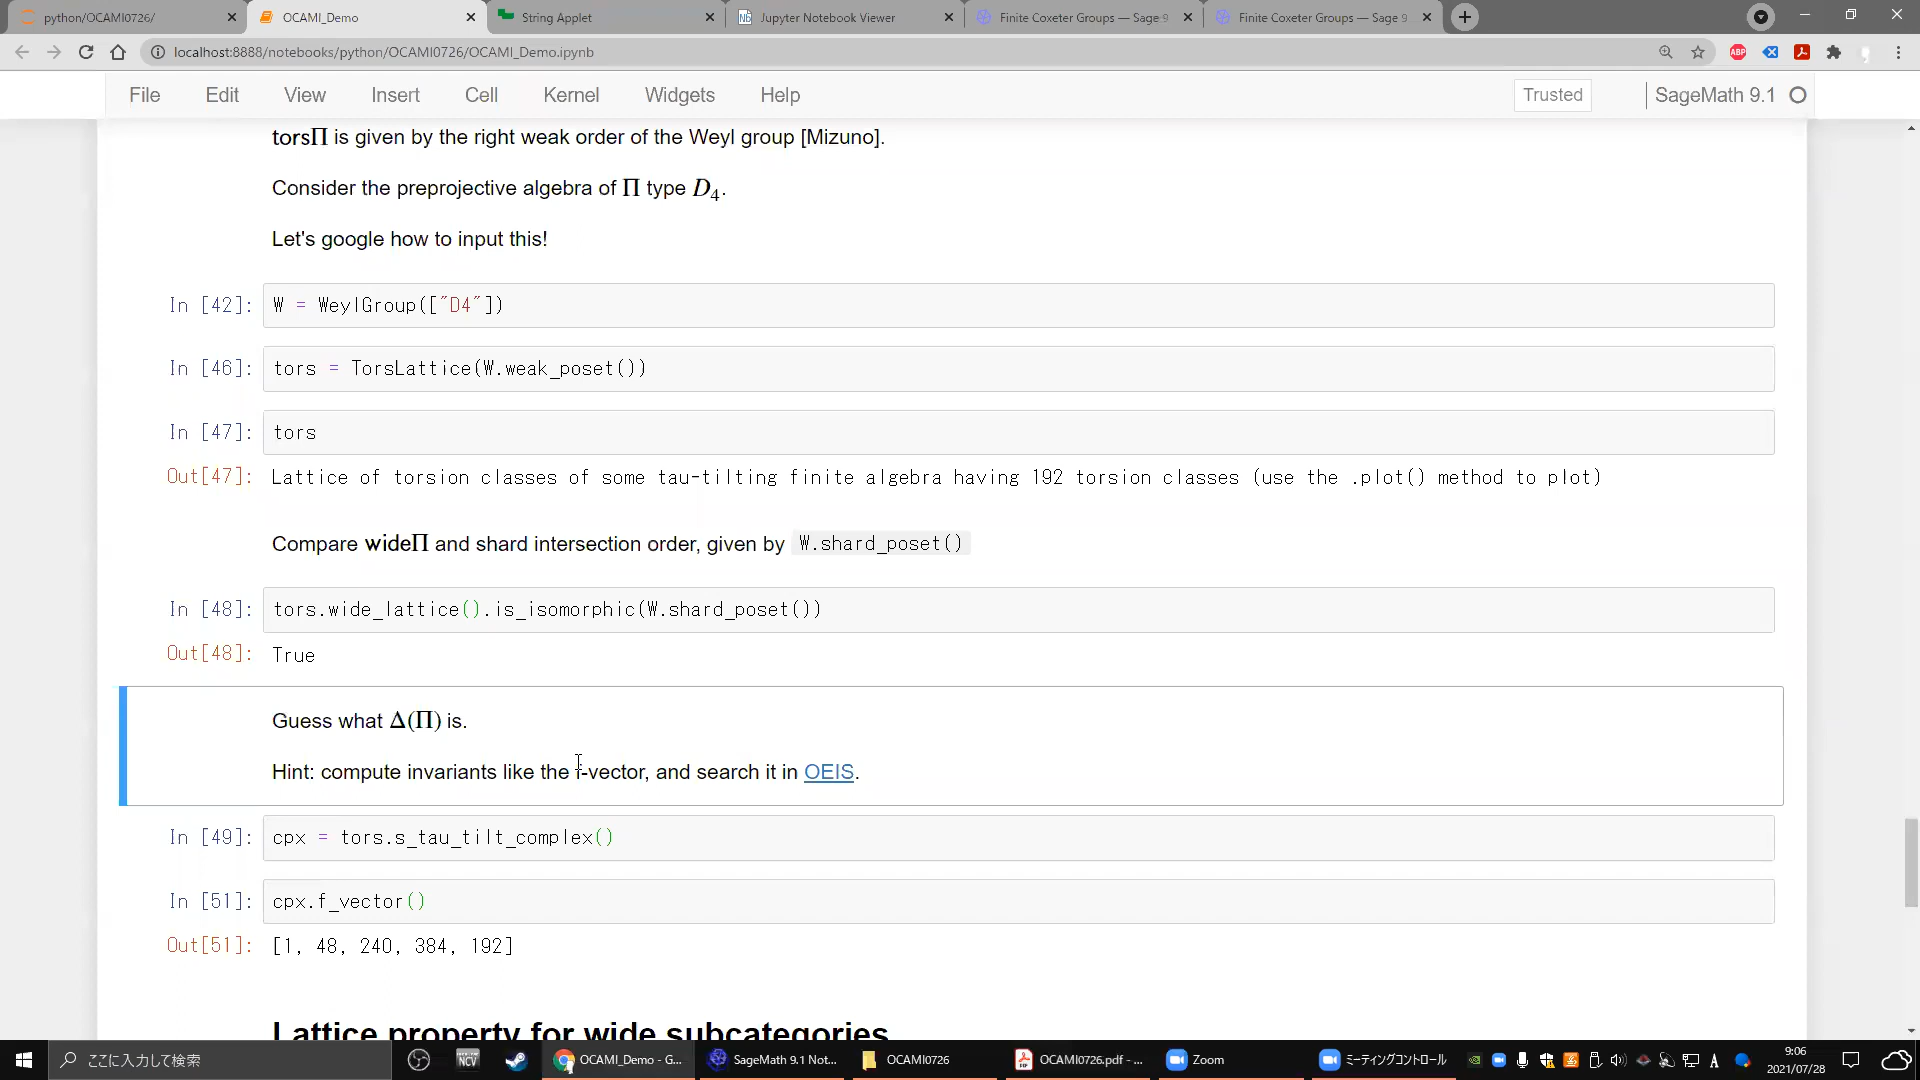 python/OCAMI0726/
OCAMI_Demo
String Applet
Jupyter Notebook Viewer
Finite Coxeter Groups — Sage 9
Finite Coxeter Groups — Sage 9
localhost:8888/notebooks/python/OCAMI0726/OCAMI_Demo.ipynb
File Edit View Insert Cell Kernel Widgets Help
Trusted
SageMath 9.1
torsΠ is given by the right weak order of the Weyl group [Mizuno].
Consider the preprojective algebra of Π type D4.
Let's google how to input this!
In [42]: W = WeylGroup(["D4"])
In [46]: tors = TorsLattice(W.weak_poset())
In [47]: tors
Out[47]: Lattice of torsion classes of some tau-tilting finite algebra having 192 torsion classes (use the .plot() method to plot)
Compare wideΠ and shard intersection order, given by W.shard_poset()
In [48]: tors.wide_lattice().is_isomorphic(W.shard_poset())
Out[48]: True
Guess what Δ(Π) is.
Hint: compute invariants like the f-vector, and search it in OEIS.
In [49]: cpx = tors.s_tau_tilt_complex()
In [51]: cpx.f_vector()
Out[51]: [1, 48, 240, 384, 192]
Lattice property for wide subcategories
ここに入力して検索
NCV
OCAMI_Demo - G...
SageMath 9.1 Not...
OCAMI0726
OCAMI0726.pdf - ...
Zoom
ミーティングコントロール
A
9:06
2021/07/28